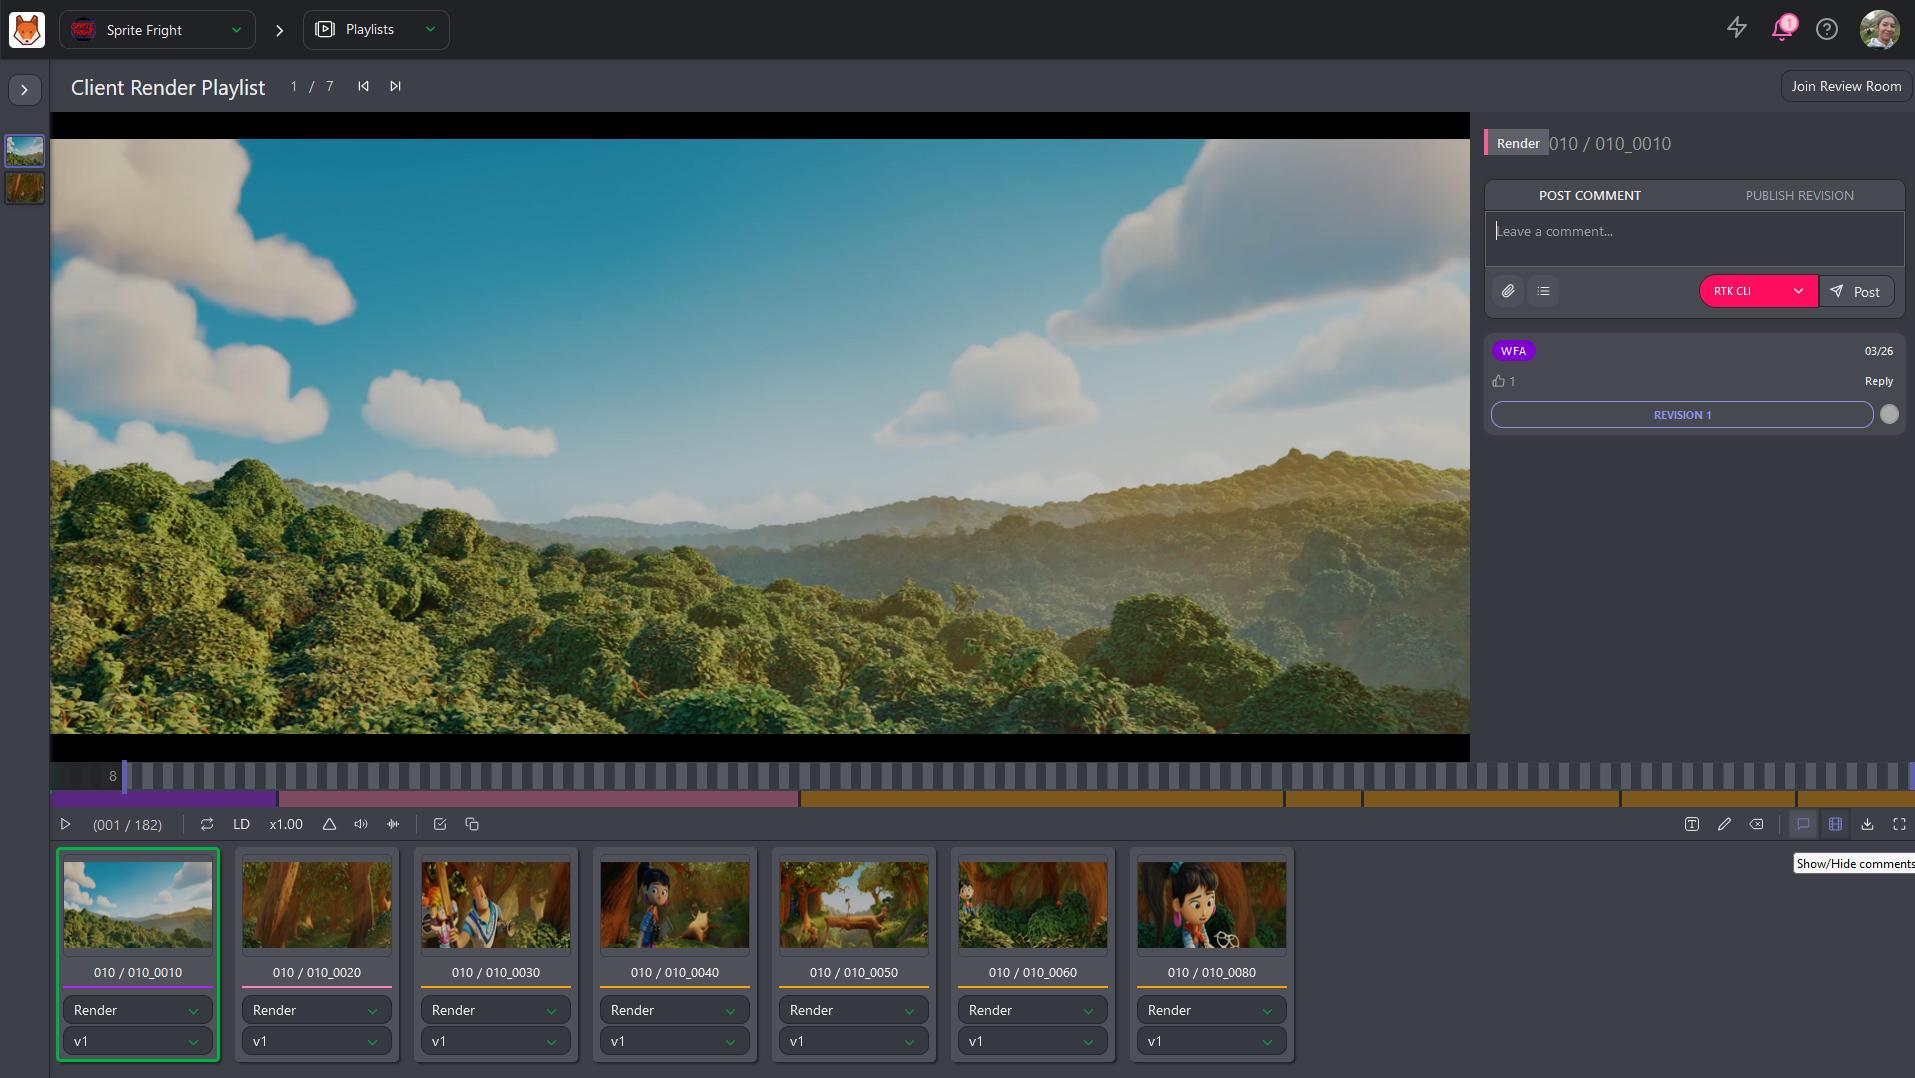 Sprite Fright
Playlists
1
Client Render Playlist
1 / 7
Join Review Room
Render 010 / 010_0010
POST COMMENT
PUBLISH REVISION
Leave a comment...
RTK CLI
Post
WFA
03/26
1
Reply
REVISION 1
8
(001 / 182)
LD
x1.00
Show/Hide comments
010 / 010_0010
010 / 010_0020
010 / 010_0030
010 / 010_0040
010 / 010_0050
010 / 010_0060
010 / 010_0080
Render
Render
Render
Render
Render
Render
Render
v1
v1
v1
v1
v1
v1
v1